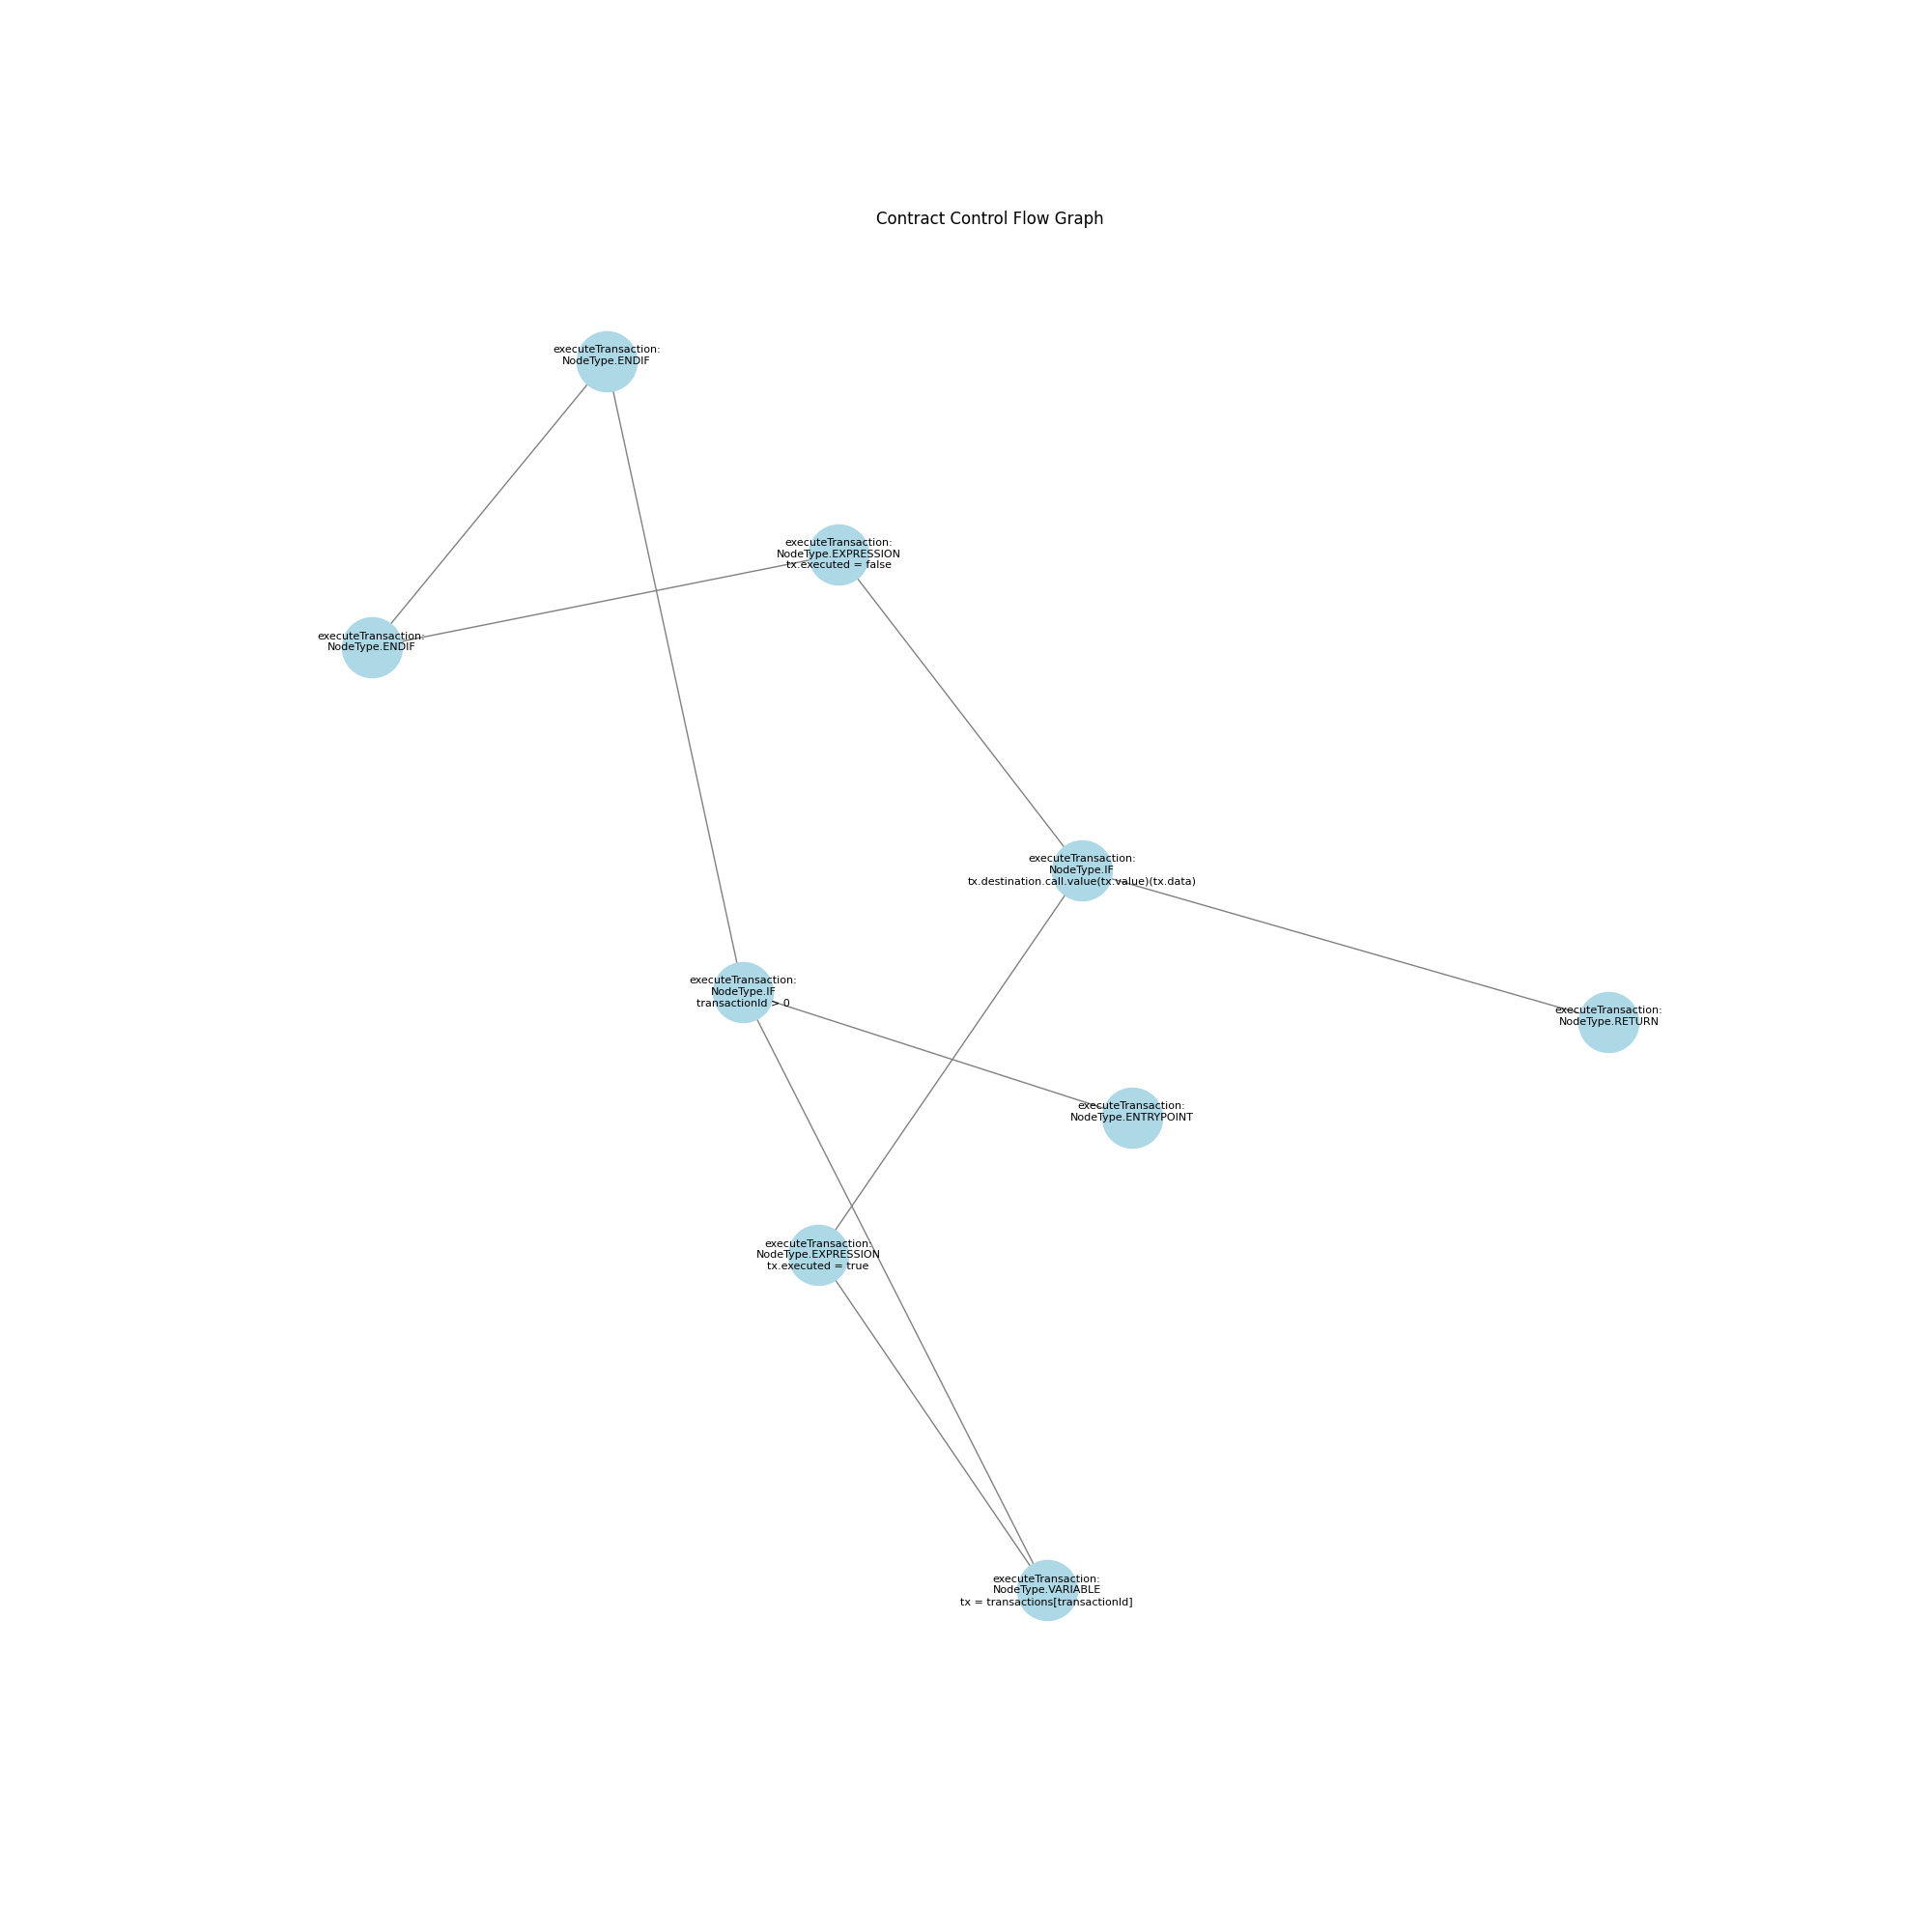 Contract Control Flow Graph
executeTransaction:
NodeType.ENDIF
executeTransaction:
NodeType.EXPRESSION
tx.executed = false
executeTransaction:
NodeType.ENDIF
executeTransaction:
NodeType.IF
tx.destination.call.value(tx.value)(tx.data)
executeTransaction:
NodeType.IF
transactionId > 0
executeTransaction:
NodeType.RETURN
executeTransaction:
NodeType.ENTRYPOINT
executeTransaction:
NodeType.EXPRESSION
tx.executed = true
executeTransaction:
NodeType.VARIABLE
tx = transactions[transactionId]